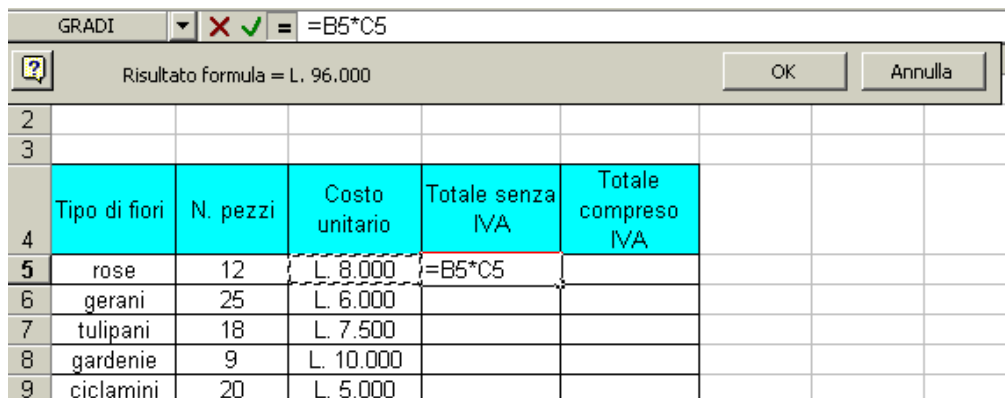 GRADI = =B5*C5
Risultato formula = L. 96.000 OK Annulla
2
3
4 Tipo di fiori N. pezzi Costo unitario Totale senza IVA Totale compreso IVA
5 rose 12 L. 8.000 =B5*C5
6 gerani 25 L. 6.000
7 tulipani 18 L. 7.500
8 gardenie 9 L. 10.000
9 ciclamini 20 L. 5.000